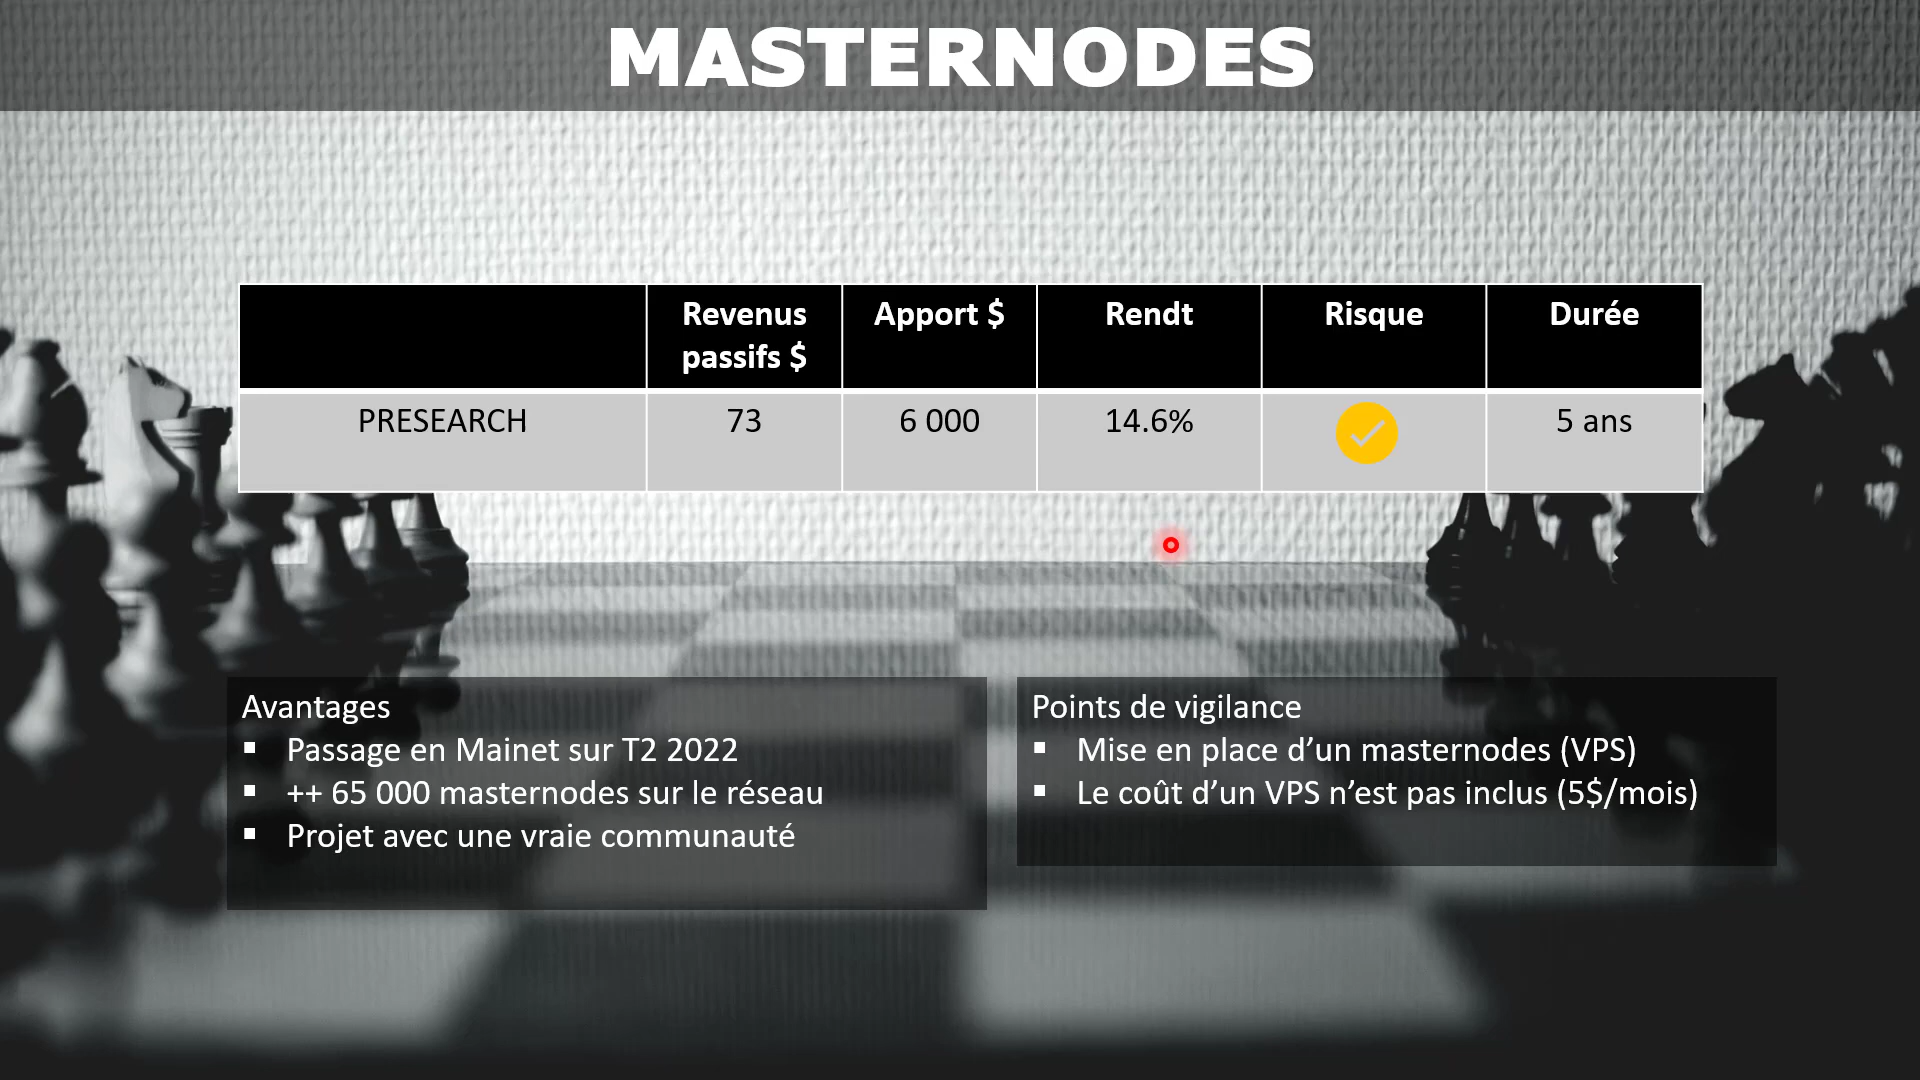 MASTERNODES
Revenus passifs $
Apport $
Rendt
Risque
Durée
PRESEARCH
73
6 000
14.6%
5 ans
Avantages
▪ Passage en Mainet sur T2 2022
▪ ++ 65 000 masternodes sur le réseau
▪ Projet avec une vraie communauté
Points de vigilance
▪ Mise en place d’un masternodes (VPS)
▪ Le coût d’un VPS n’est pas inclus (5$/mois)